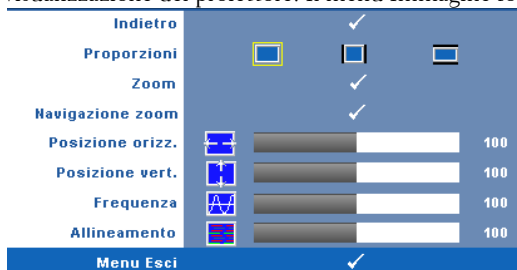 Indietro
Proporzioni
Zoom
Navigazione zoom
Posizione orizz. 100
Posizione vert. 100
Frequenza 100
Allineamento 100
Menu Esci